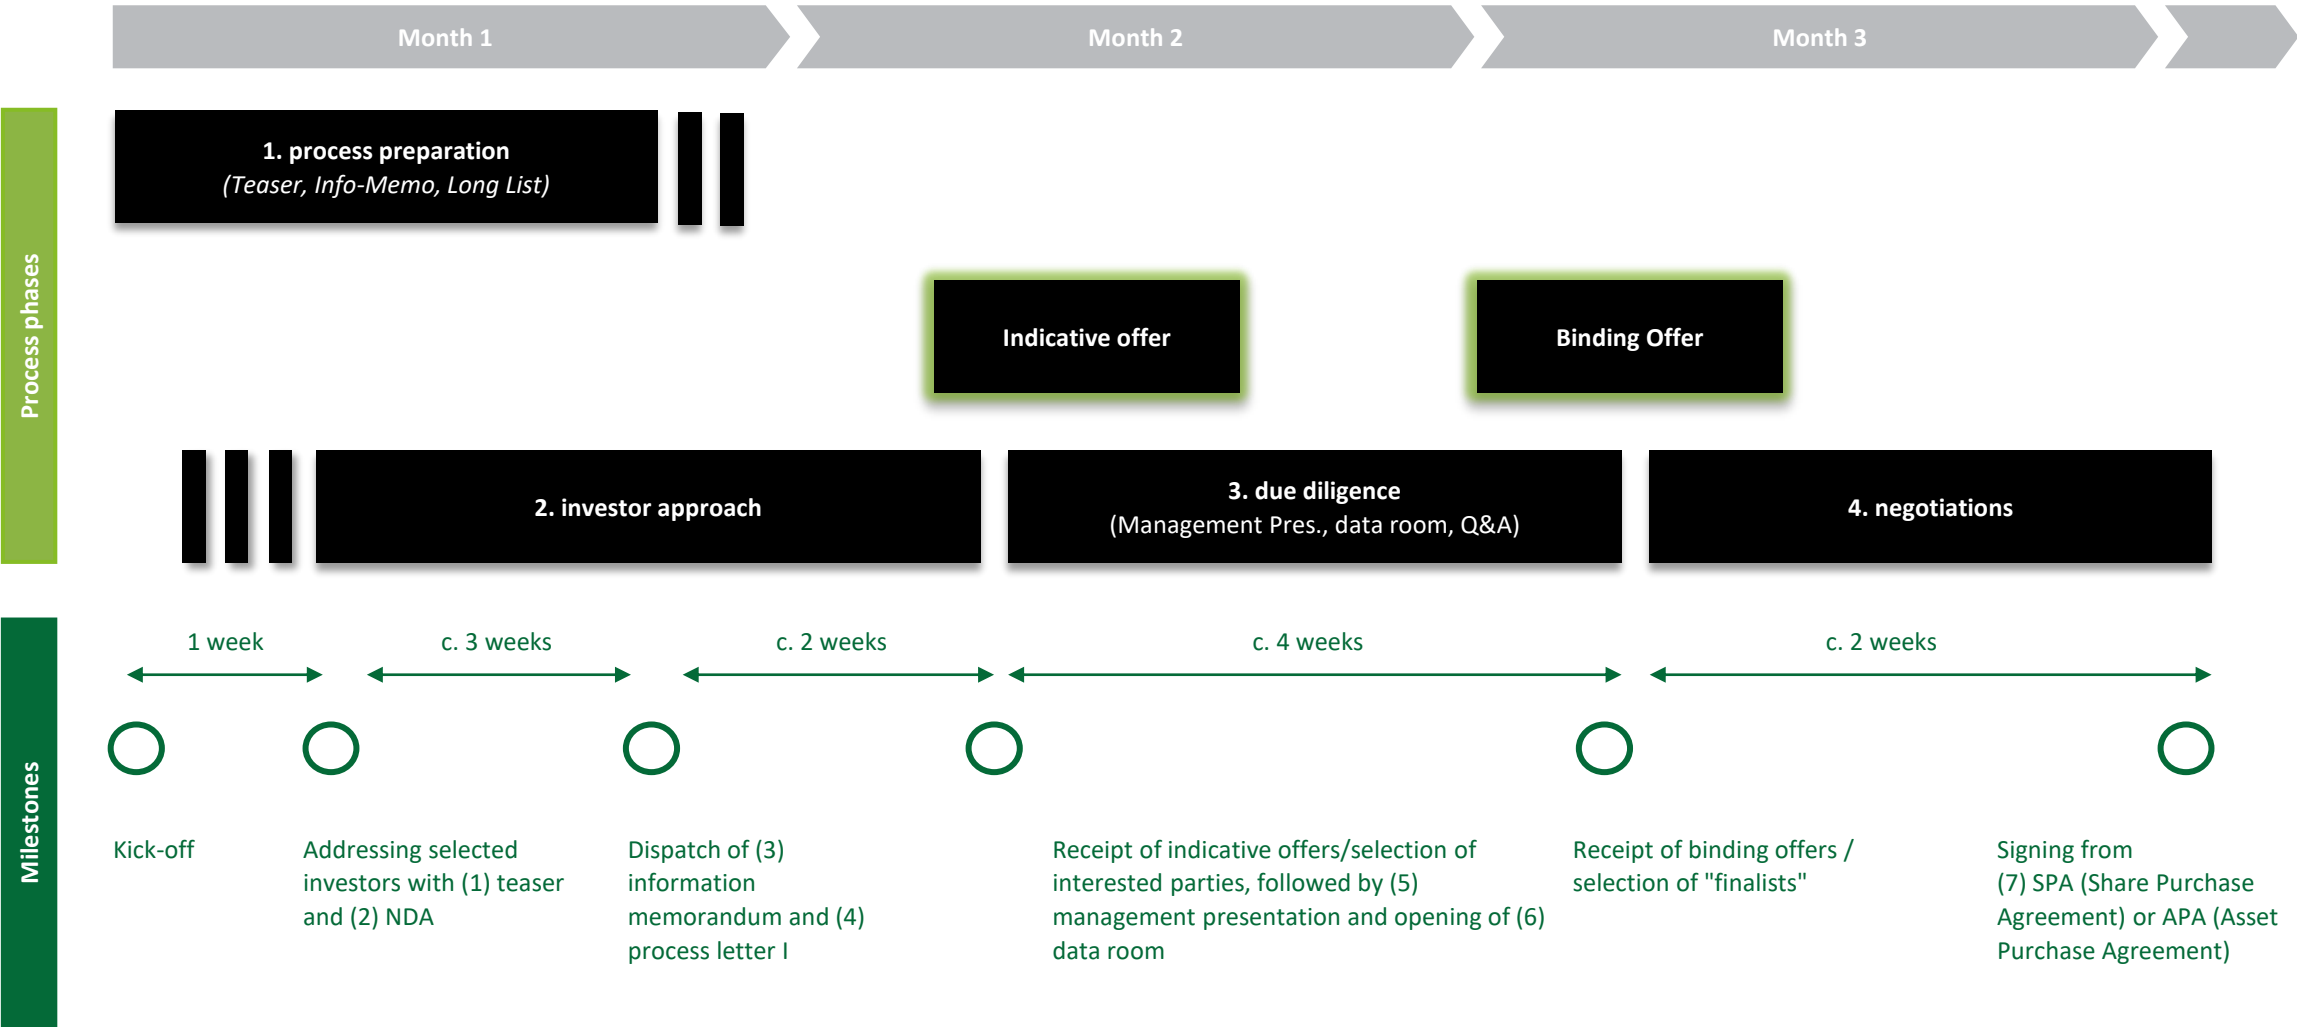 Month 1
Month 2
Month 3
Process phases
1. process preparation
(Teaser, Info-Memo, Long List)
Indicative offer
Binding Offer
2. investor approach
3. due diligence
(Management Pres., data room, Q&A)
4. negotiations
Milestones
1 week
c. 3 weeks
c. 2 weeks
c. 4 weeks
c. 2 weeks
Kick-off
Addressing selected
investors with (1) teaser
and (2) NDA
Dispatch of (3)
information
memorandum and (4)
process letter I
Receipt of indicative offers/selection of
interested parties, followed by (5)
management presentation and opening of (6)
data room
Receipt of binding offers /
selection of "finalists"
Signing from
(7) SPA (Share Purchase
Agreement) or APA (Asset
Purchase Agreement)